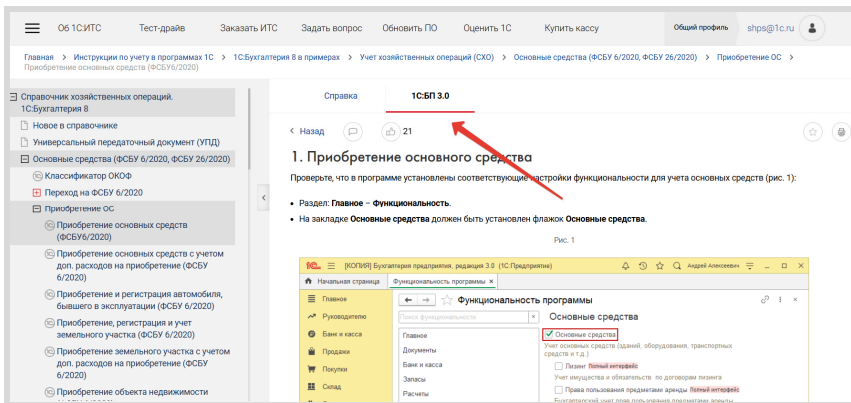 Об 1С:ИТС Тест-драйв Заказать ИТС Задать вопрос Обновить ПО Оценить 1С Купить кассу Общий профиль shps@1c.ru
Главная > Инструкции по учету в программах 1С > 1С:Бухгалтерия 8 в примерах > Учет хозяйственных операций (СХО) > Основные средства (ФСБУ 6/2020, ФСБУ 26/2020) > Приобретение ОС >
Приобретение основных средств (ФСБУ6/2020)
Справочник хозяйственных операций.
1С:Бухгалтерия 8
Новое в справочнике
Универсальный передаточный документ (УПД)
Основные средства (ФСБУ 6/2020, ФСБУ 26/2020)
Классификатор ОКОФ
Переход на ФСБУ 6/2020
Приобретение ОС
Приобретение основных средств
(ФСБУ6/2020)
Приобретение основных средств с учетом
доп. расходов на приобретение (ФСБУ
6/2020)
Приобретение и регистрация автомобиля,
бывшего в эксплуатации (ФСБУ 6/2020)
Приобретение, регистрация и учет
земельного участка (ФСБУ 6/2020)
Приобретение земельного участка с учетом
доп. расходов на приобретение (ФСБУ
6/2020)
Приобретение объекта недвижимости
Справка 1С:БП 3.0
< Назад 21
1. Приобретение основного средства
Проверьте, что в программе установлены соответствующие настройки функциональности для учета основных средств (рис. 1):
• Раздел: Главное – Функциональность.
• На закладке Основные средства должен быть установлен флажок Основные средства.
Рис. 1
[КОПИЯ] Бухгалтерия предприятия, редакция 3.0 (1С:Предприятие) Андрей Алексеевич
Начальная страница Функциональность программы ×
Главное
Руководителю
Банк и касса
Продажи
Покупки
Склад
Функциональность программы
Поиск функциональности ×
Главное
Документы
Банк и касса
Запасы
Расчеты
Основные средства
Основные средства
Учет основных средств (зданий, оборудования, транспортных
средств и т.д.)
Лизинг Полный интерфейс
Учет имущества и обязательств по договорам лизинга
Права пользования предметами аренды Полный интерфейс
Бухгалтерский учет прав пользования предметами аренды